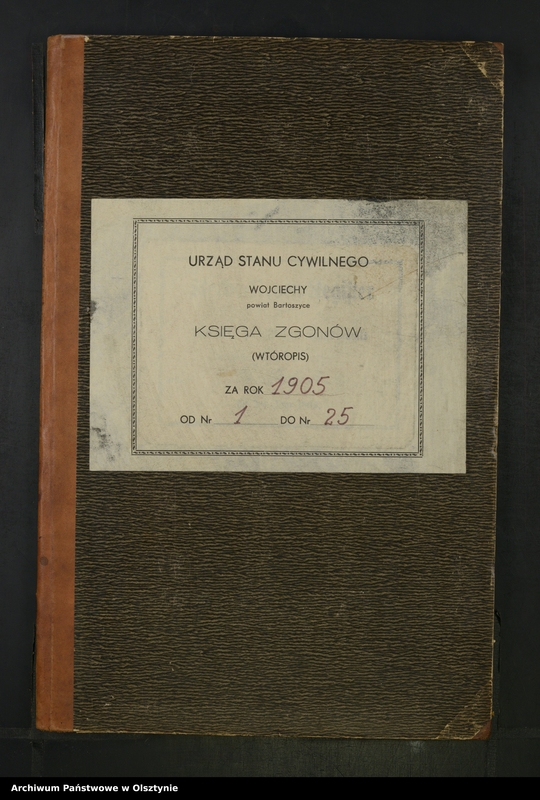 URZĄD STANU CYWILNEGO
WOJCIECHY
powiat Bartoszyce
KSIĘGA ZGONÓW
(WTÓROPIS)
ZA ROK 1905
OD Nr 1 DO Nr 25
Archiwum Państwowe w Olsztynie